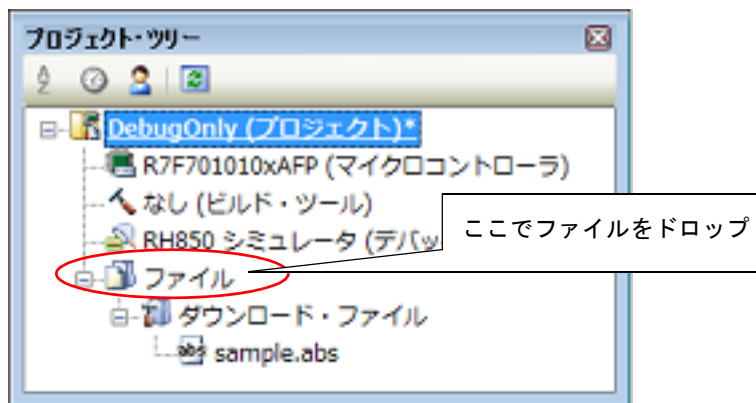 プロジェクト・ツリー
DebugOnly (プロジェクト)*
R7F701010xAFP (マイクロコントローラ)
なし (ビルド・ツール)
RH850 シミュレータ (デバッ
ここでファイルをドロップ
ファイル
ダウンロード・ファイル
sample.abs